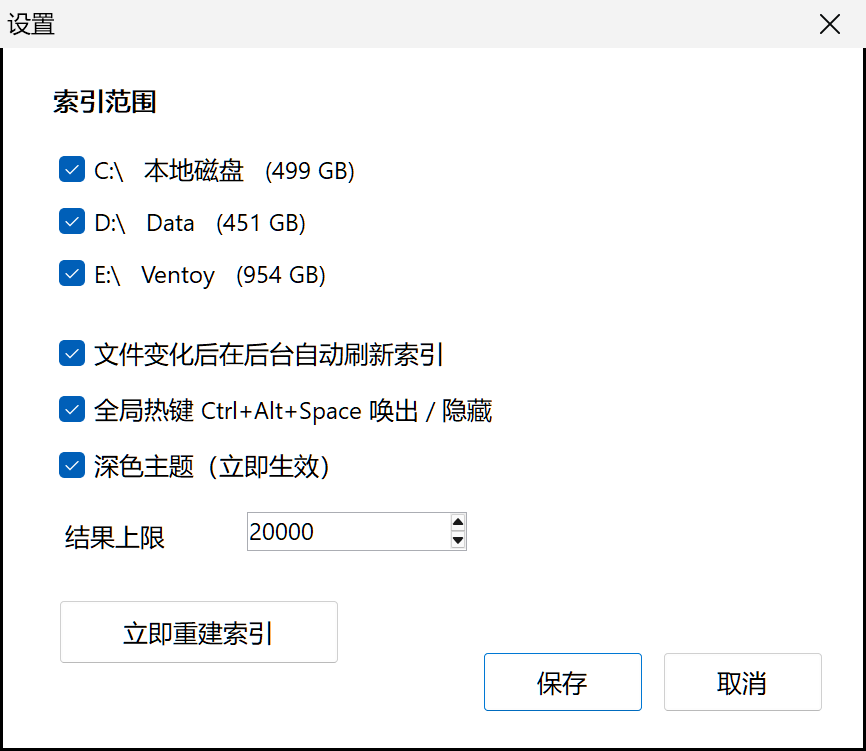 设置
索引范围
C:\ 本地磁盘 (499 GB)
D:\ Data (451 GB)
E:\ Ventoy (954 GB)
文件变化后在后台自动刷新索引
全局热键 Ctrl+Alt+Space 唤出 / 隐藏
深色主题（立即生效）
结果上限 20000
立即重建索引
保存 取消